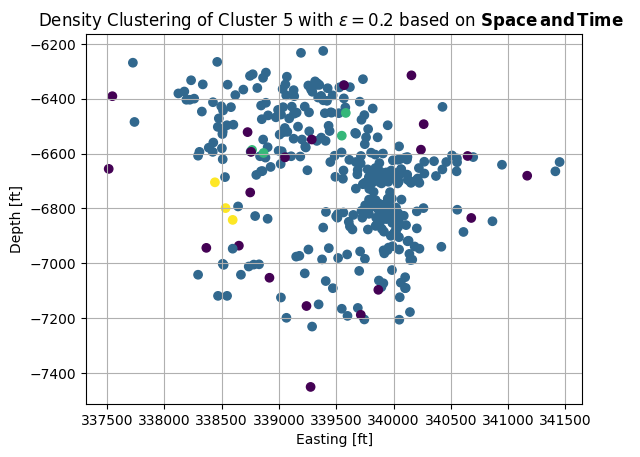 Density Clustering of Cluster 5 with ε = 0.2 based on Space and Time
Depth [ft]
−6200
−6400
−6600
−6800
−7000
−7200
−7400
337500 338000 338500 339000 339500 340000 340500 341000 341500
Easting [ft]